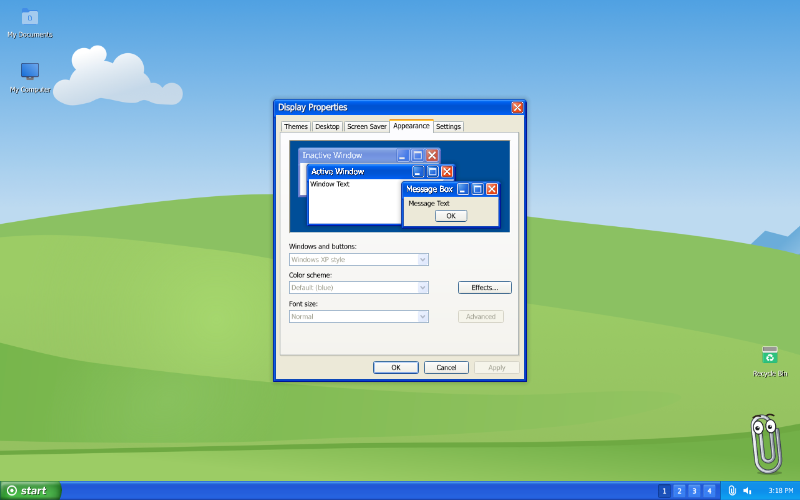 My Documents
My Computer
Display Properties
Themes
Desktop
Screen Saver
Appearance
Settings
Inactive Window
Active Window
Window Text
Message Box
Message Text
OK
Windows and buttons:
Windows XP style
Color scheme:
Default (blue)
Effects...
Font size:
Normal
Advanced
OK
Cancel
Apply
Recycle Bin
start
1
2
3
4
3:18 PM